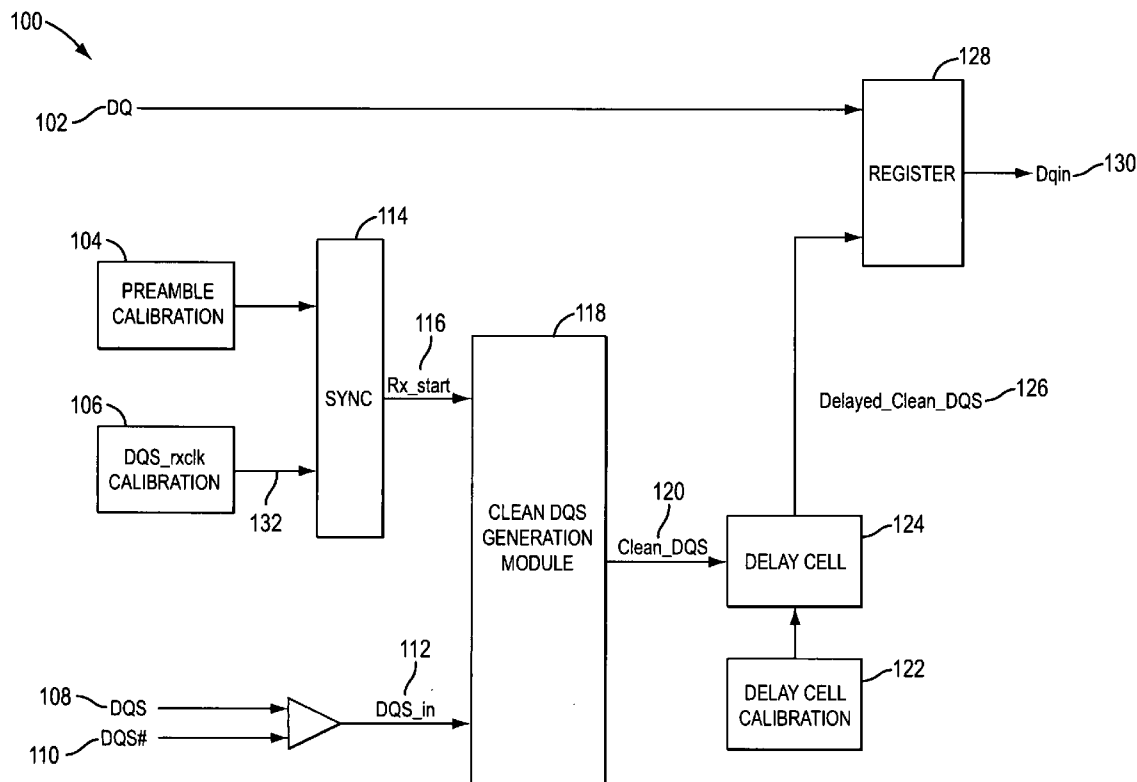 100
128
102 DQ
REGISTER
Dqin 130
114
104
PREAMBLE
CALIBRATION
118
116
Rx_start
SYNC
Delayed_Clean_DQS 126
106
DQS_rxclk
CALIBRATION
132
120
CLEAN DQS
GENERATION
MODULE
Clean_DQS
124
DELAY CELL
112
122
108 DQS
DQS_in
DELAY CELL
CALIBRATION
110 DQS#